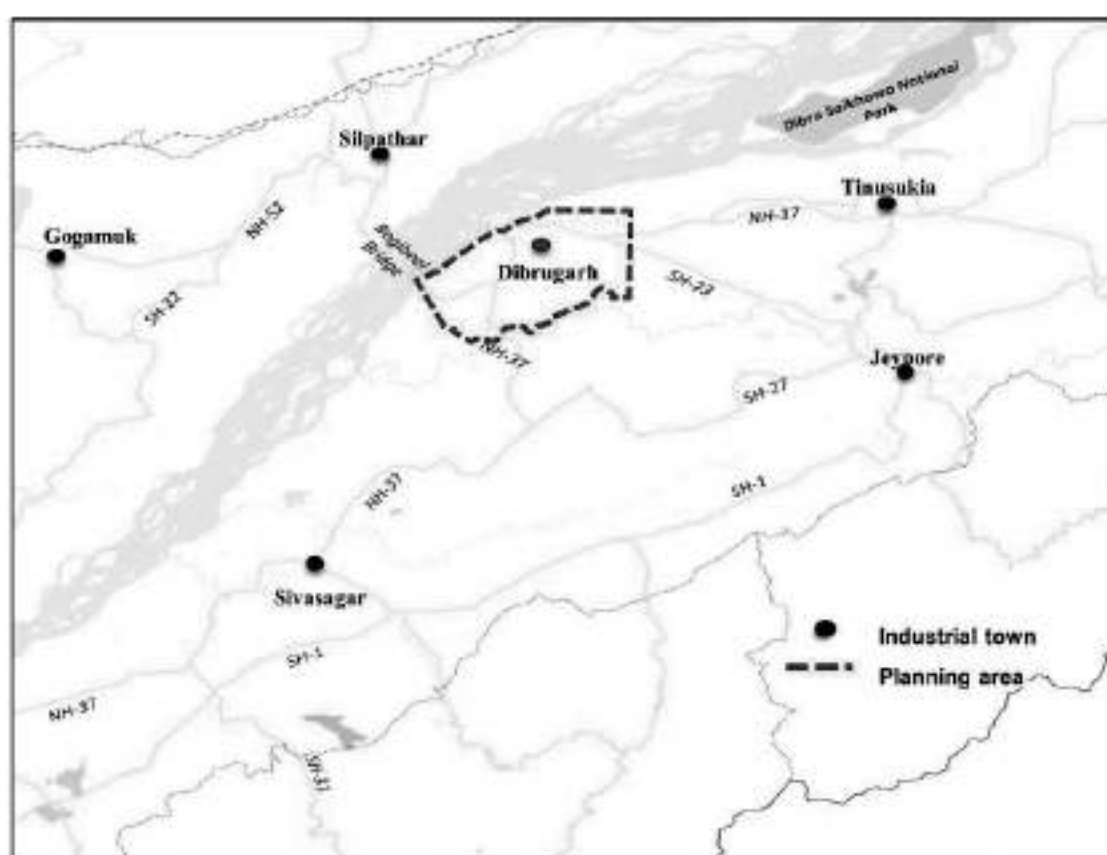 Dibru Saikhowa National
Park
Silpathar
Tinusukia
NH-37
Gogamuk
NH-52
Bogibeel
Bridge
Dibrugarh
SH-22
SH-23
NH-37
Jeypore
SH-27
NH-37
SH-1
Sivasagar
Industrial town
SH-1
Planning area
NH-37
SH-31